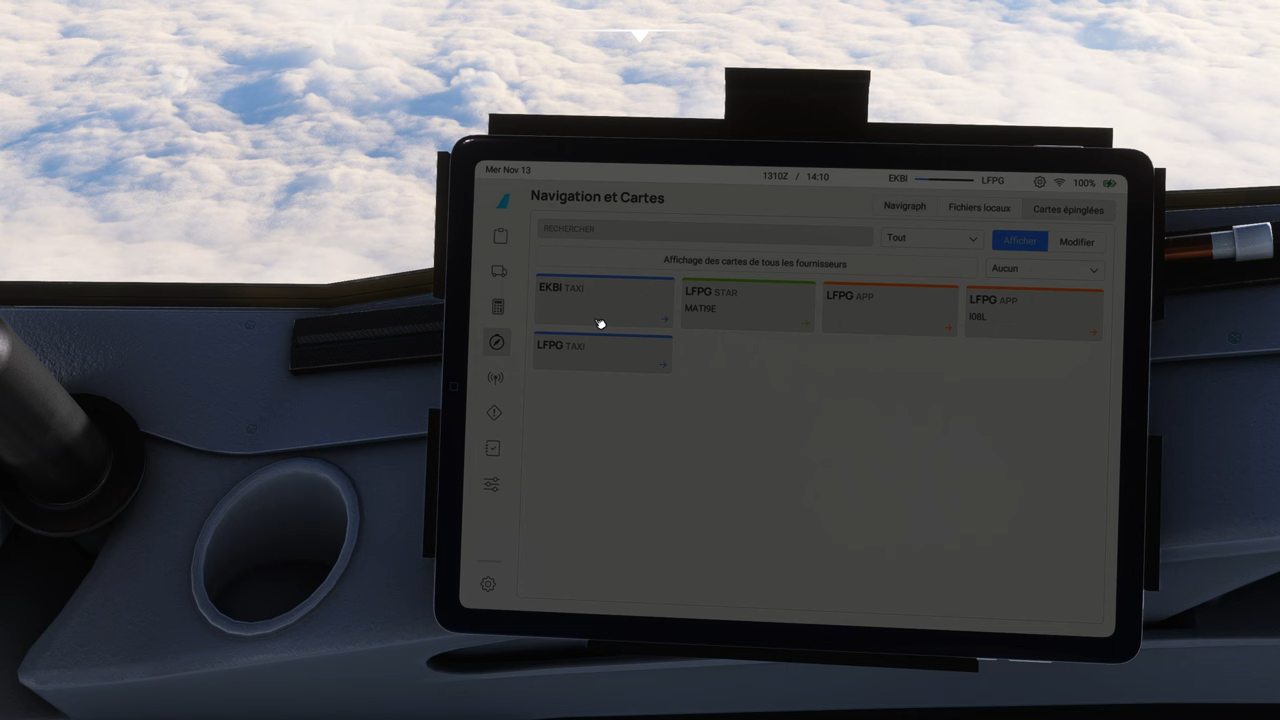 Mer Nov 13
1310Z / 14:10
EKBI LFPG
100%
Navigation et Cartes
Navigraph
Fichiers locaux
Cartes épinglées
RECHERCHER
Tout
Afficher
Modifier
Affichage des cartes de tous les fournisseurs
Aucun
EKBI TAXI
LFPG STAR
MATI9E
LFPG APP
LFPG APP
I08L
LFPG TAXI